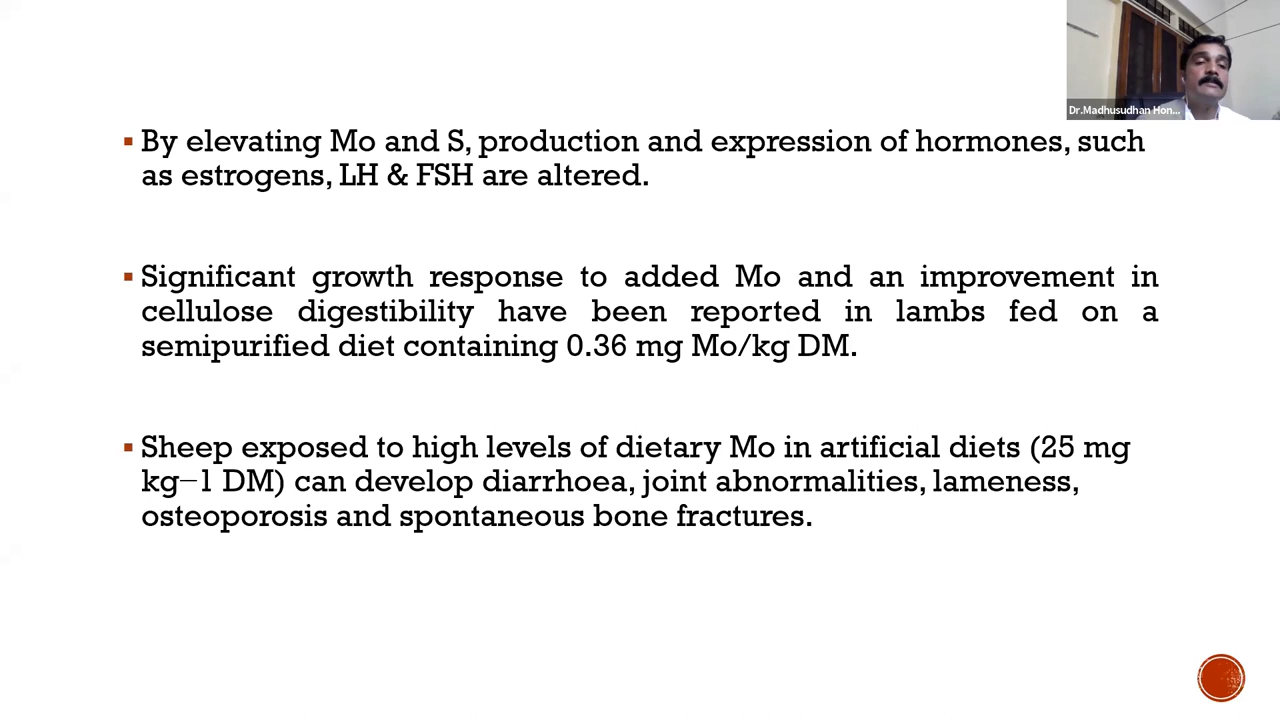 Dr.Madhusudhan Hon...
▪ By elevating Mo and S, production and expression of hormones, such
as estrogens, LH & FSH are altered.
▪ Significant growth response to added Mo and an improvement in
cellulose digestibility have been reported in lambs fed on a
semipurified diet containing 0.36 mg Mo/kg DM.
▪ Sheep exposed to high levels of dietary Mo in artificial diets (25 mg
kg−1 DM) can develop diarrhoea, joint abnormalities, lameness,
osteoporosis and spontaneous bone fractures.